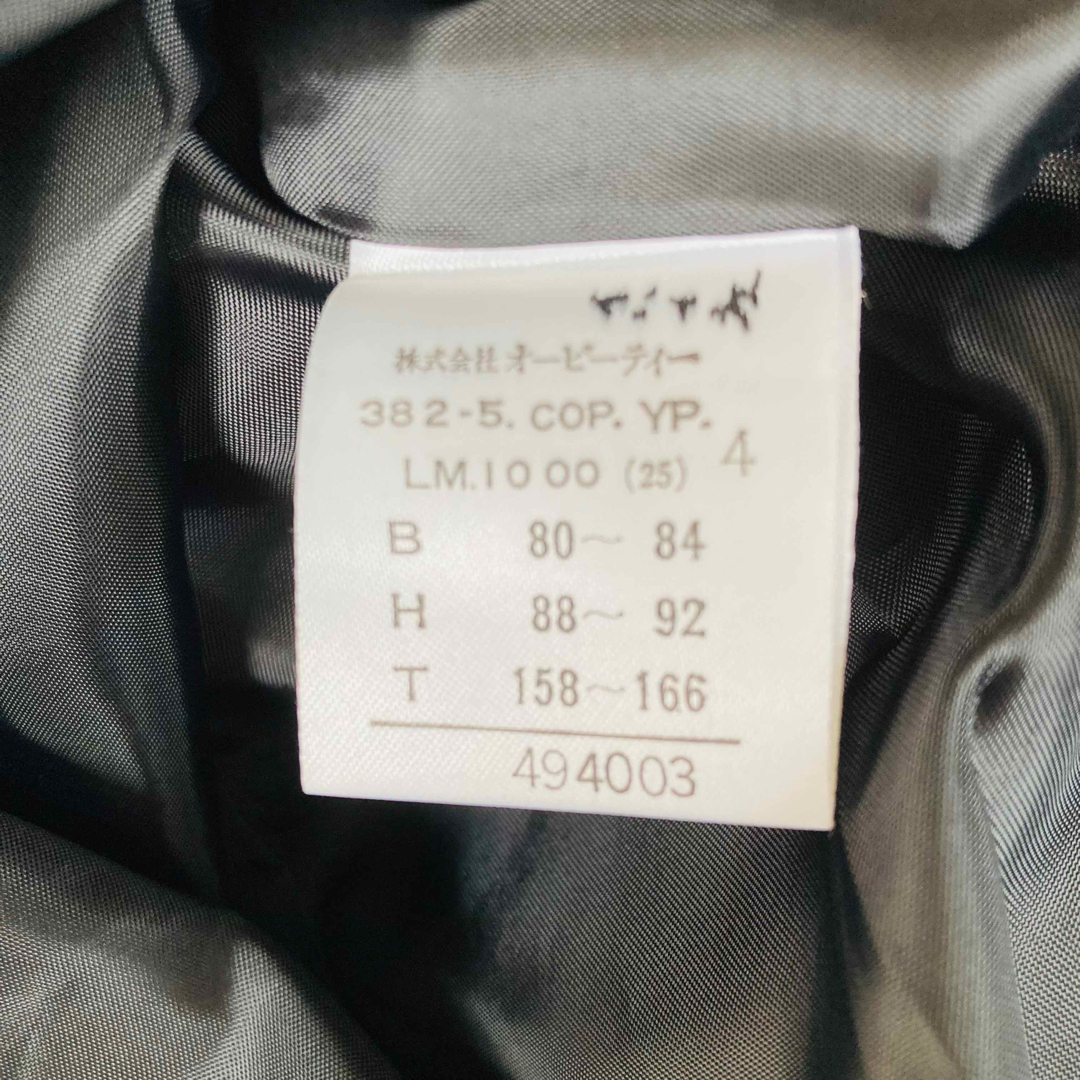 株式会社オーピーティー
382-5. COP. YP.
LM.1000 (25) 4
B 80~ 84
H 88~ 92
T 158~166
494003